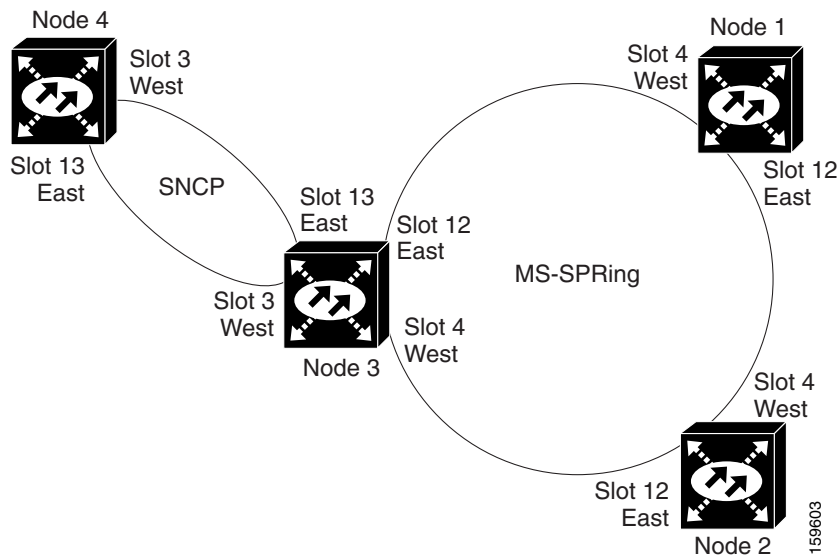 Node 4
Slot 3
West
Slot 13
East
SNCP
Slot 13
East
Slot 12
East
Slot 3
West
Node 3
Slot 4
West
MS-SPRing
Node 1
Slot 4
West
Slot 12
East
Slot 4
West
Slot 12
East
Node 2
159603